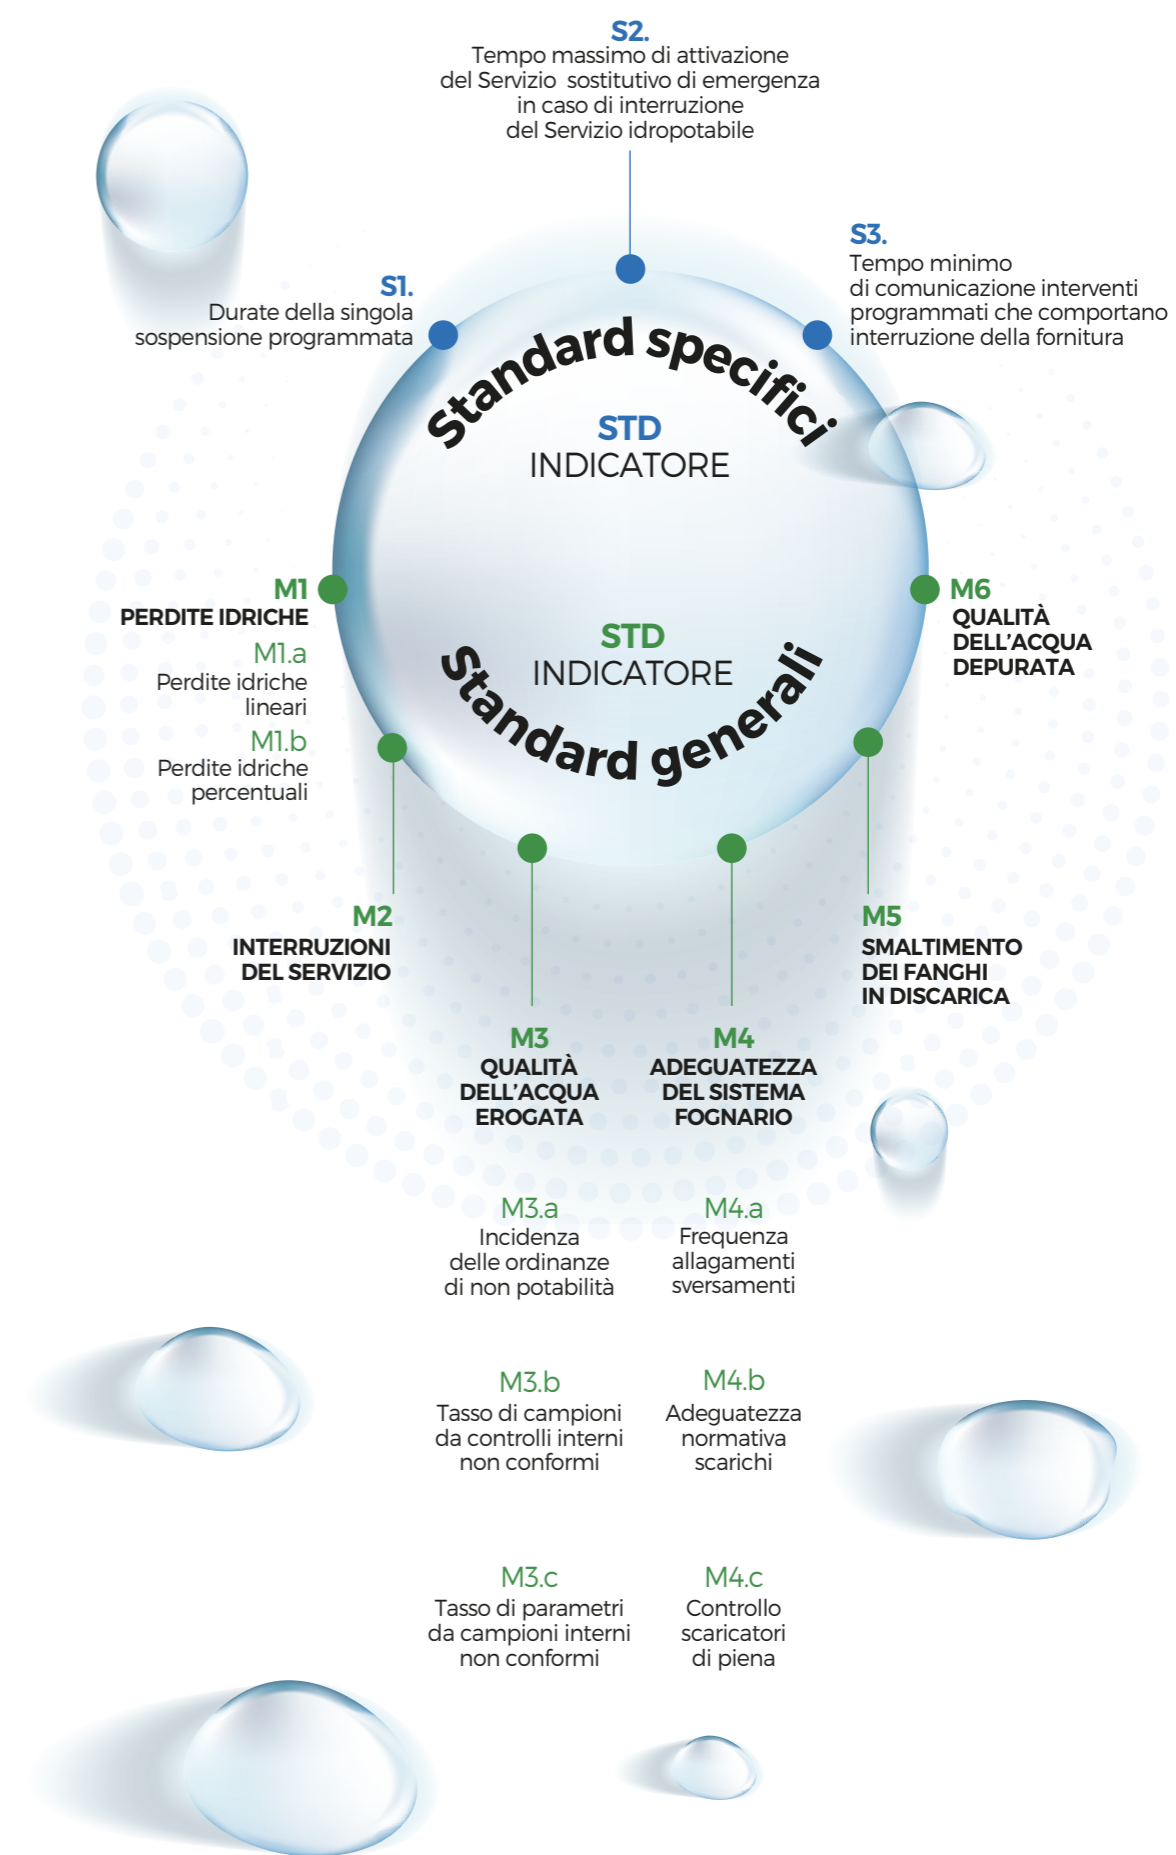 S2.
Tempo massimo di attivazione
del Servizio sostitutivo di emergenza
in caso di interruzione
del Servizio idropotabile
S1.
Durate della singola
sospensione programmata
S3.
Tempo minimo
di comunicazione interventi
programmati che comportano
interruzione della fornitura
Standard specifici
STD
INDICATORE
STD
INDICATORE
Standard generali
M1
PERDITE IDRICHE
M1.a
Perdite idriche
lineari
M1.b
Perdite idriche
percentuali
M6
QUALITÀ
DELL'ACQUA
DEPURATA
M2
INTERRUZIONI
DEL SERVIZIO
M5
SMALTIMENTO
DEI FANGHI
IN DISCARICA
M3
QUALITÀ
DELL'ACQUA
EROGATA
M4
ADEGUATEZZA
DEL SISTEMA
FOGNARIO
M3.a
Incidenza
delle ordinanze
di non potabilità
M4.a
Frequenza
allagamenti
sversamenti
M3.b
Tasso di campioni
da controlli interni
non conformi
M4.b
Adeguatezza
normativa
scarichi
M3.c
Tasso di parametri
da campioni interni
non conformi
M4.c
Controllo
scaricatori
di piena